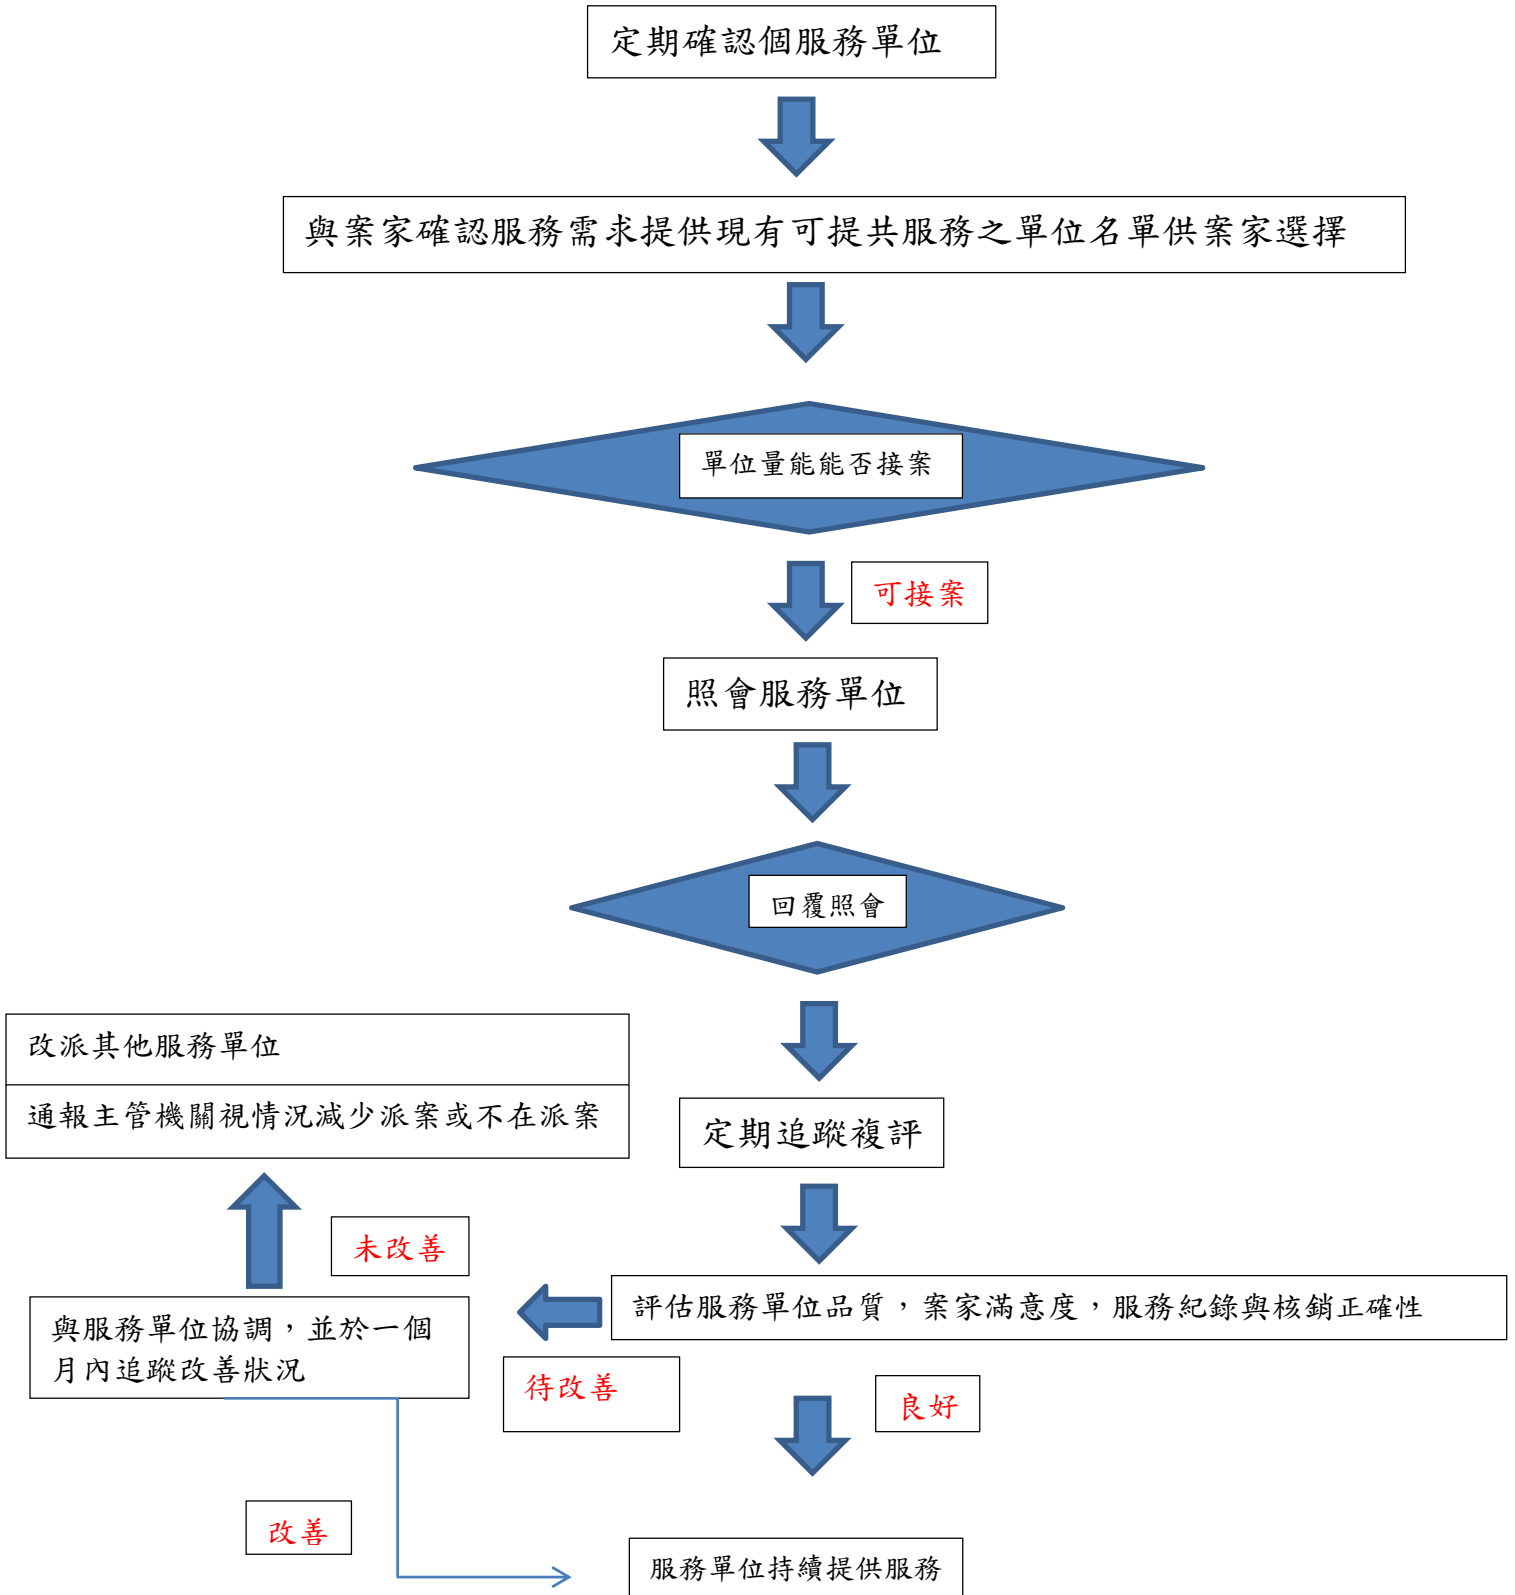 定期確認個服務單位
與案家確認服務需求提供現有可提共服務之單位名單供案家選擇
單位量能能否接案
可接案
照會服務單位
回覆照會
改派其他服務單位
通報主管機關視情況減少派案或不在派案
定期追蹤複評
未改善
評估服務單位品質，案家滿意度，服務紀錄與核銷正確性
與服務單位協調，並於一個
月內追蹤改善狀況
待改善
良好
改善
服務單位持續提供服務